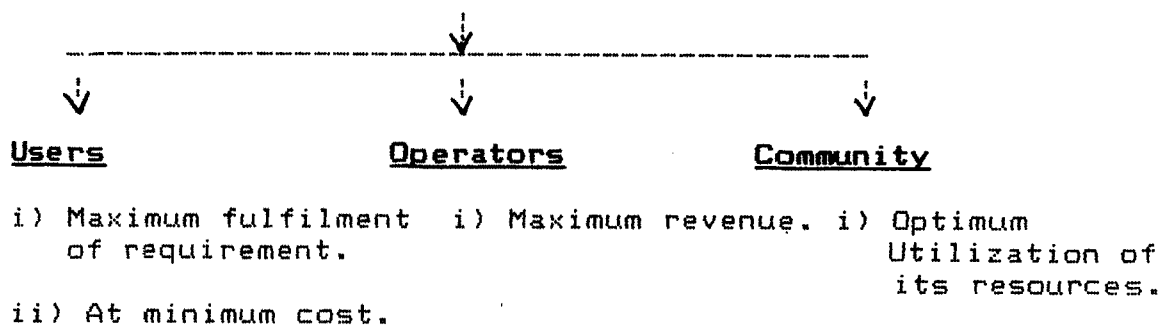 Users Operators Community
i) Maximum fulfilment i) Maximum revenue. i) Optimum
of requirement. Utilization of
its resources.
ii) At minimum cost.